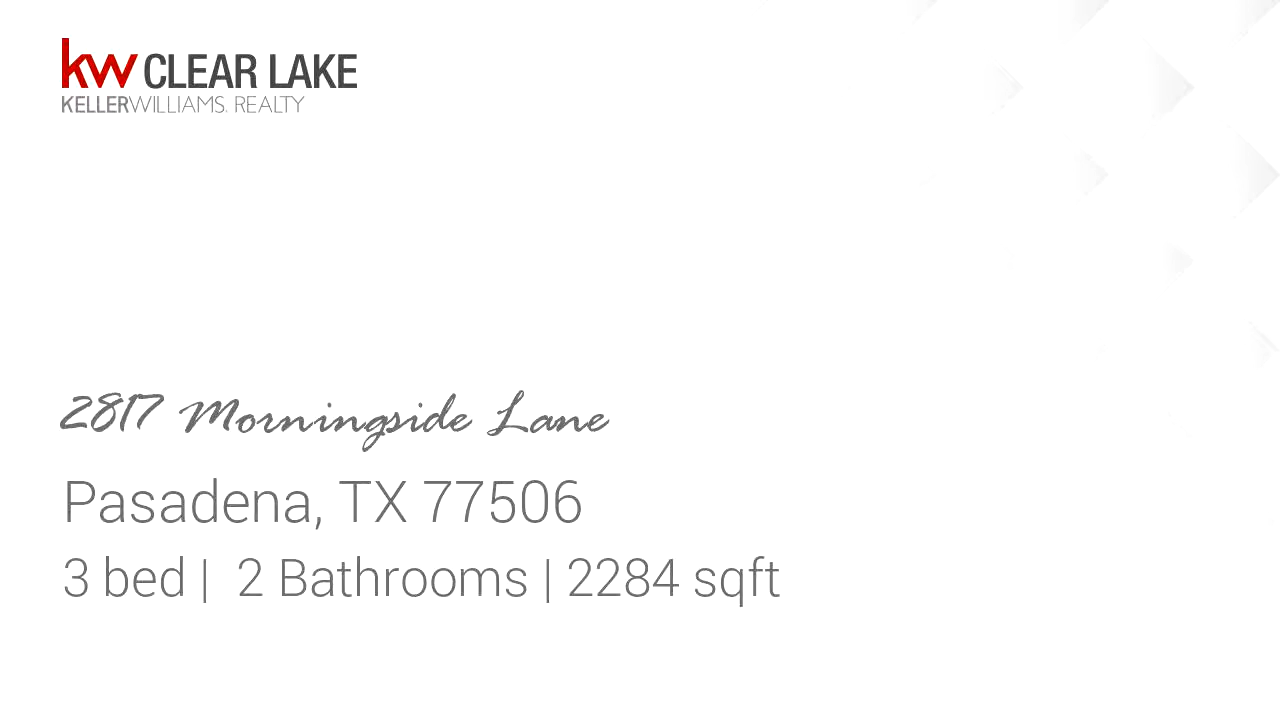 kw CLEAR LAKE
KELLERWILLIAMS. REALTY
2817 Morningside Lane
Pasadena, TX 77506
3 bed | 2 Bathrooms | 2284 sqft